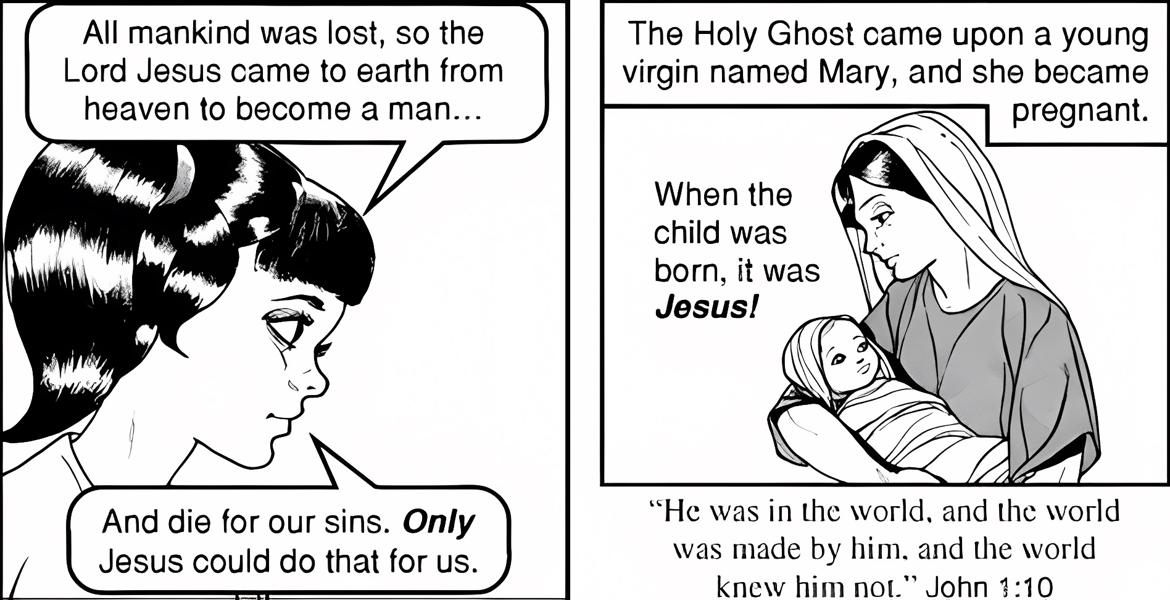 All mankind was lost, so the
Lord Jesus came to earth from
heaven to become a man...
And die for our sins. Only
Jesus could do that for us.
The Holy Ghost came upon a young
virgin named Mary, and she became
pregnant.
When the
child was
born, it was
Jesus!
“He was in the world, and the world
was made by him, and the world
knew him not.” John 1:10